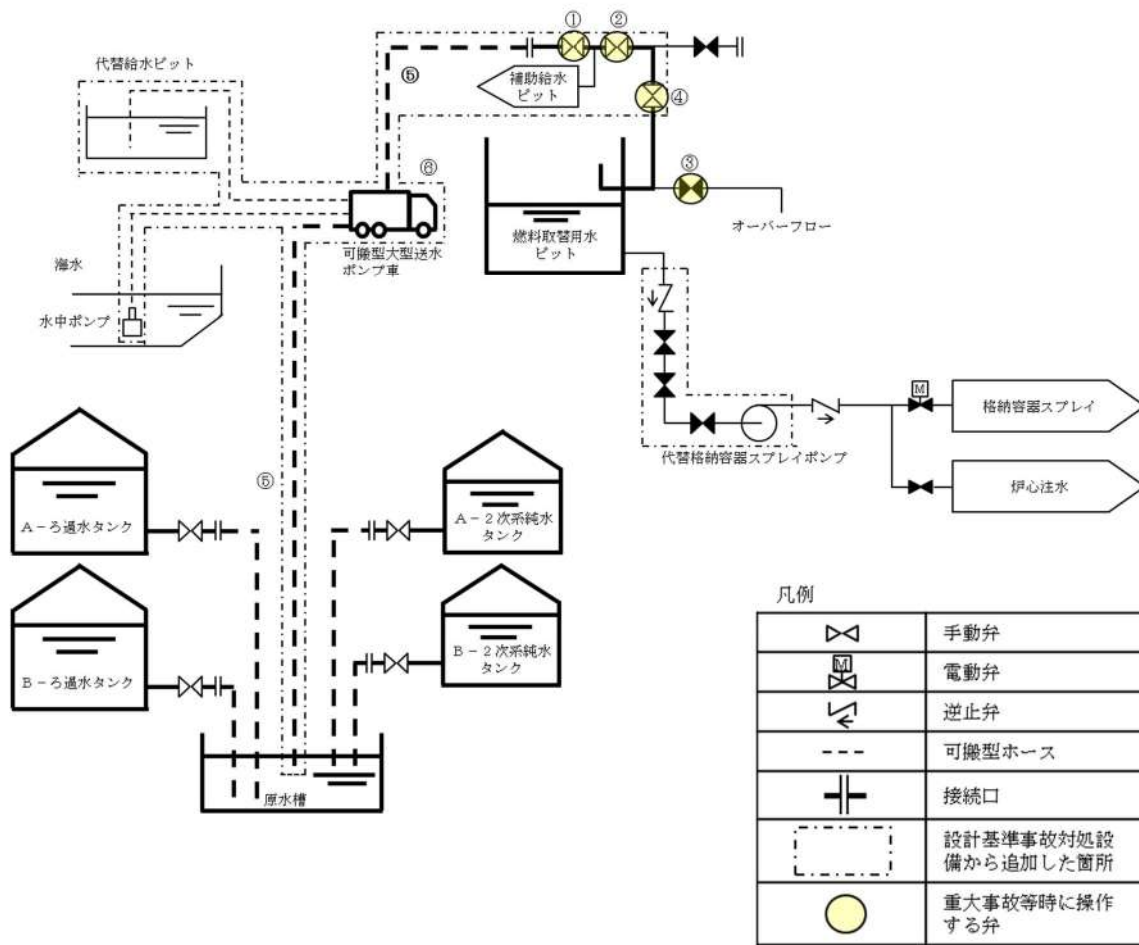 ①
②
代替給水ピット
⑤
補助給水
ピット
④
⑥
③
オーバーフロー
燃料取替用水
ピット
可搬型大型送水
ポンプ車
海水
水中ポンプ
M
格納容器スプレイ
代替格納容器スプレイポンプ
炉心注水
⑤
A-ろ過水タンク
A-2次系純水
タンク
B-ろ過水タンク
B-2次系純水
タンク
原水槽
凡例
手動弁
M
電動弁
逆止弁
可搬型ホース
接続口
設計基準事故対処設
備から追加した箇所
重大事故等時に操作
する弁